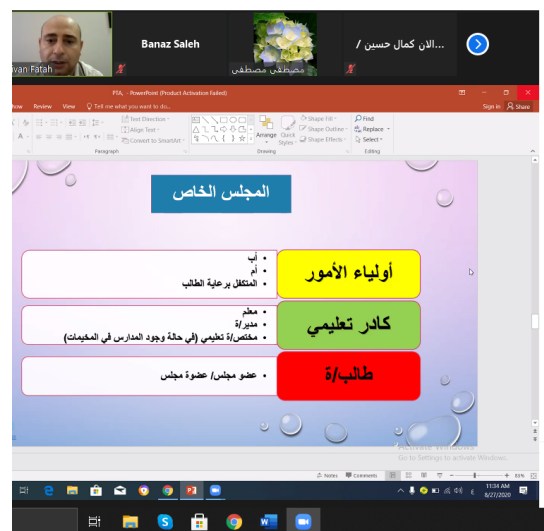 van Fatah
Banaz Saleh
مصطفى مصطفى
الان كمال حسين /...
PTA, - PowerPoint (Product Activation Failed)
how Review View Tell me what you want to do...
Sign in Share
Text Direction
Align Text
Convert to SmartArt
Paragraph
Arrange
Quick Styles
Drawing
Shape Fill
Shape Outline
Shape Effects
Find
Replace
Select
Editing
المجلس الخاص
أولياء الأمور
• أب
• أم
• المتكفل برعاية الطالب
كادر تعليمي
• معلم
• مدير/ة
• مختص/ة تعليمي (في حالة وجود المدارس في المخيمات)
طالب/ة
• عضو مجلس/ عضوة مجلس
Activate Windows
Go to Settings to activate Windows.
Notes
Comments
83%
11:34 AM
6/27/2020